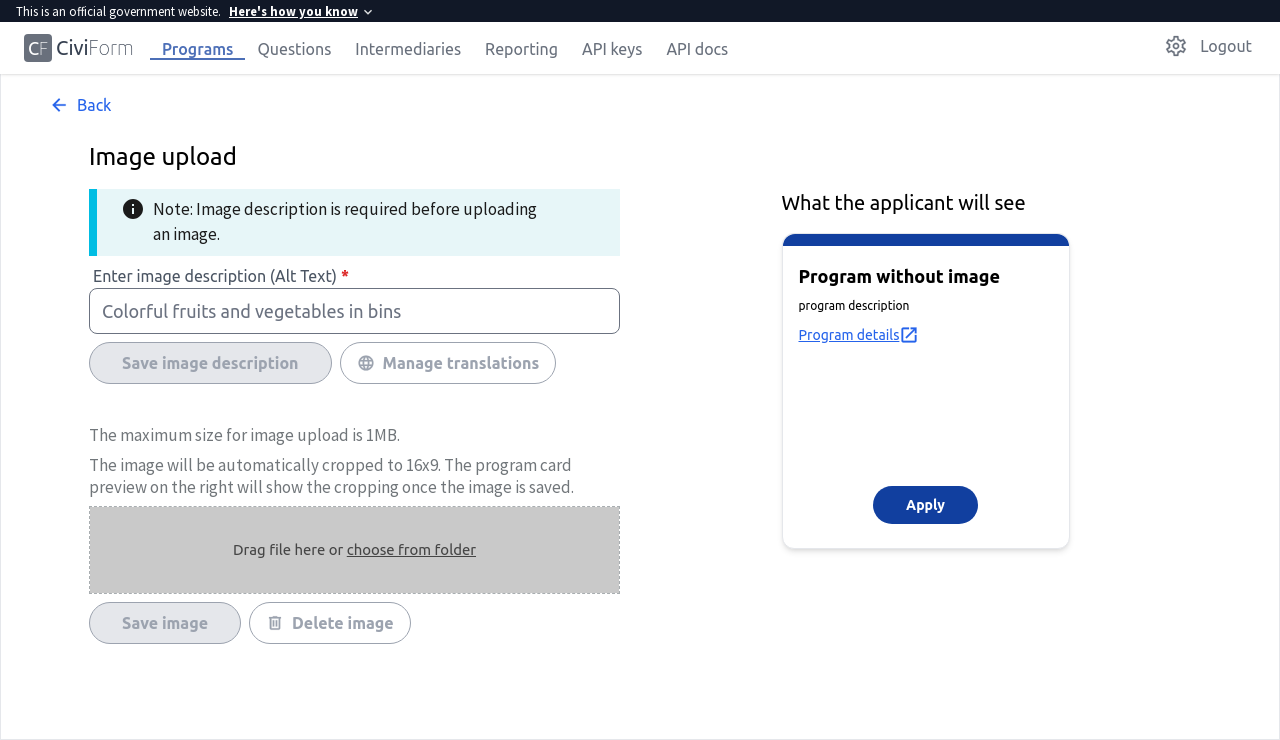 This is an official government website. Here's how you know
CF CiviForm Programs Questions Intermediaries Reporting API keys API docs Logout
Back
Image upload
Note: Image description is required before uploading
an image.
Enter image description (Alt Text) *
Colorful fruits and vegetables in bins
Save image description Manage translations
The maximum size for image upload is 1MB.
The image will be automatically cropped to 16x9. The program card
preview on the right will show the cropping once the image is saved.
Drag file here or choose from folder
Save image Delete image
What the applicant will see
Program without image
program description
Program details
Apply